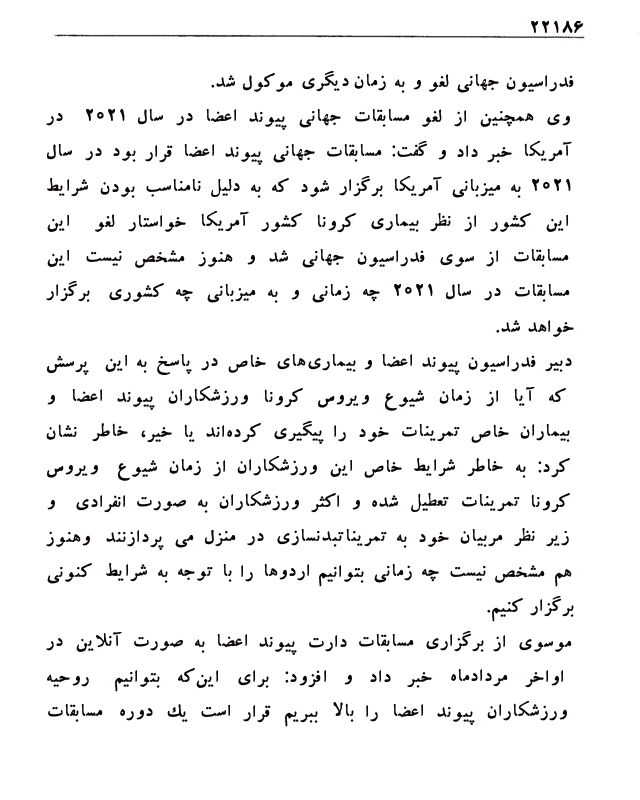 ۲۲۱۸۶
فدراسیون جهانی لغو و به زمان دیگری موکول شد.
وی همچنین از لغو مسابقات جهانی پیوند اعضا در سال ۲۰۲۱ در
آمریکا خبر داد و گفت: مسابقات جهانی پیوند اعضا قرار بود در سال
۲۰۲۱ به میزبانی آمریکا برگزار شود که به دلیل نامناسب بودن شرایط
این کشور از نظر بیماری کرونا کشور آمریکا خواستار لغو این
مسابقات از سوی فدراسیون جهانی شد و هنوز مشخص نیست این
مسابقات در سال ۲۰۲۱ چه زمانی و به میزبانی چه کشوری برگزار
خواهد شد.
دبیر فدراسیون پیوند اعضا و بیماری‌های خاص در پاسخ به این پرسش
که آیا از زمان شیوع ویروس کرونا ورزشکاران پیوند اعضا و
بیماران خاص تمرینات خود را پیگیری کرده‌اند یا خیر، خاطر نشان
کرد: به خاطر شرایط خاص این ورزشکاران از زمان شیوع ویروس
کرونا تمرینات تعطیل شده و اکثر ورزشکاران به صورت انفرادی و
زیر نظر مربیان خود به تمریناتبدنسازی در منزل می پردازنند وهنوز
هم مشخص نیست چه زمانی بتوانیم اردوها را با توجه به شرایط کنونی
برگزار کنیم.
موسوی از برگزاری مسابقات دارت پیوند اعضا به صورت آنلاین در
اواخر مردادماه خبر داد و افزود: برای این‌که بتوانیم روحیه
ورزشکاران پیوند اعضا را بالا ببریم قرار است یك دوره مسابقات